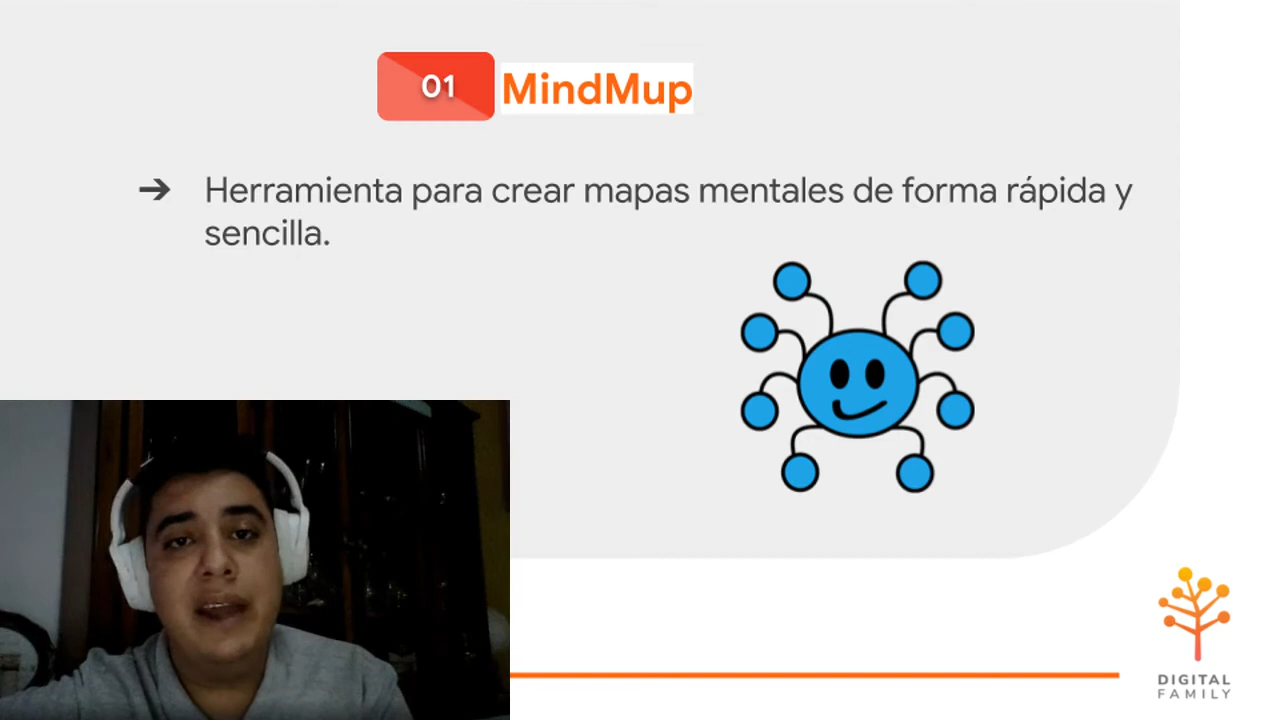 01 MindMup
➔ Herramienta para crear mapas mentales de forma rápida y
sencilla.
DIGITAL
FAMILY